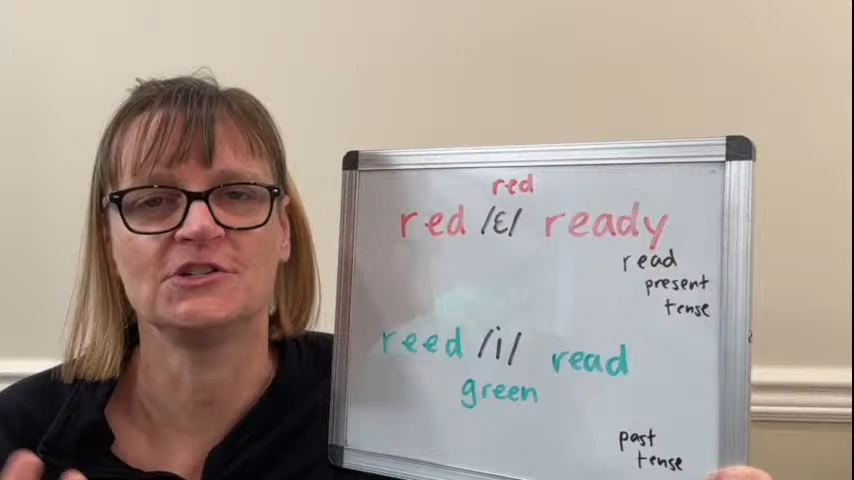 red
red /ɛ/ ready
read
present
tense
reed /i/ read
green
past
tense